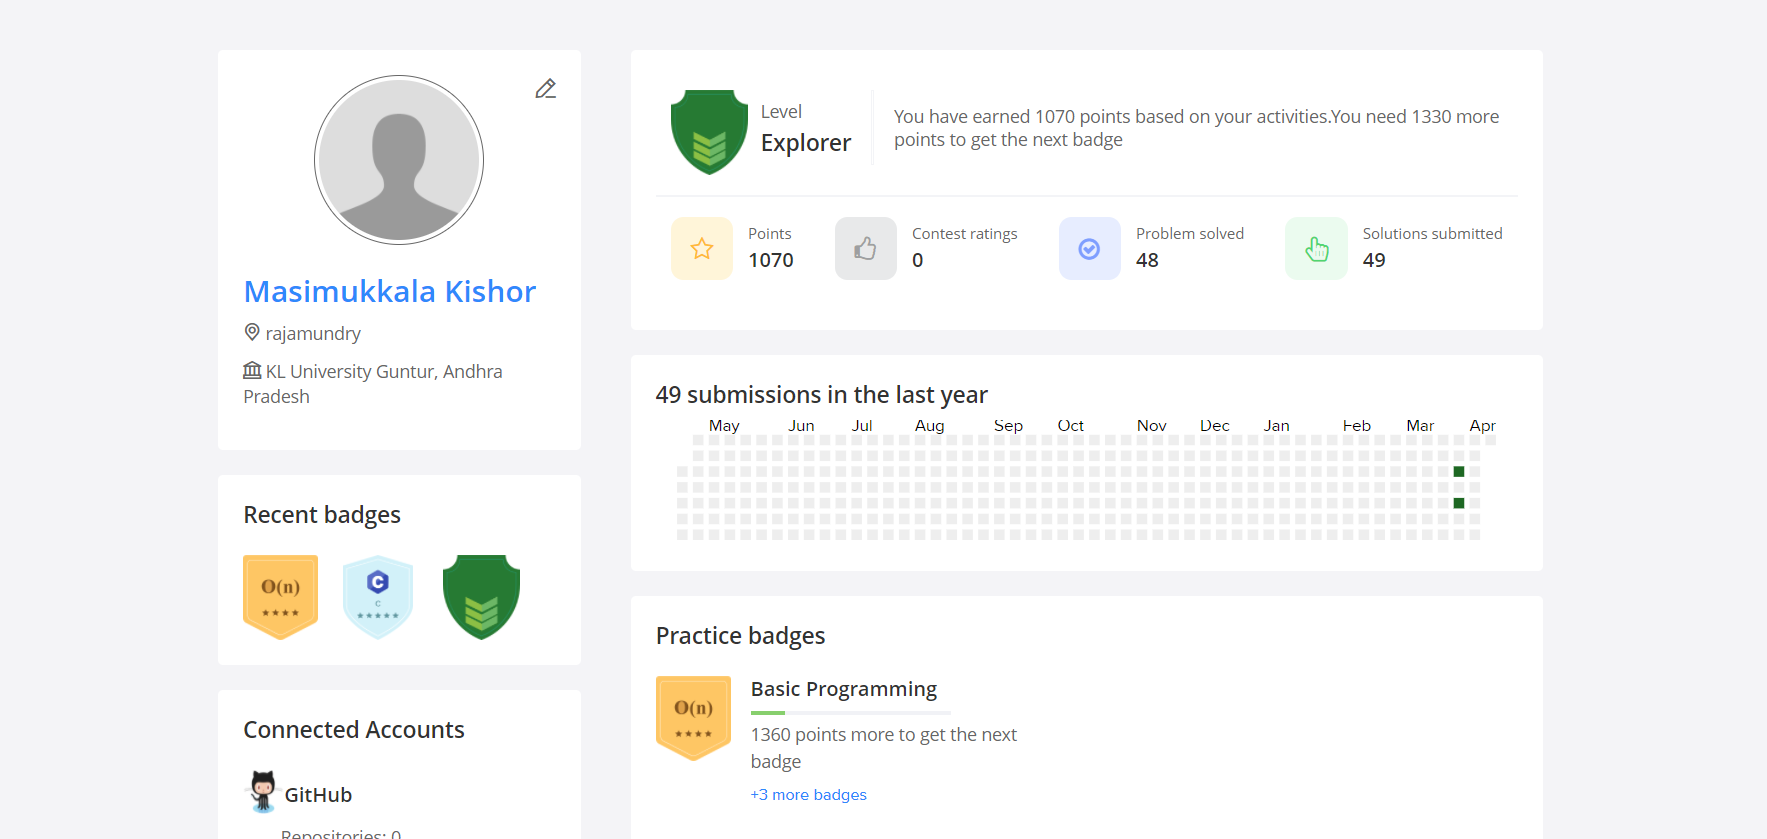 Masimukkala Kishor
rajamundry
KL University Guntur, Andhra
Pradesh
Recent badges
O(n)
C
C
Connected Accounts
GitHub
Repositories: 0
Level
Explorer
You have earned 1070 points based on your activities.You need 1330 more
points to get the next badge
Points
1070
Contest ratings
0
Problem solved
48
Solutions submitted
49
49 submissions in the last year
May Jun Jul Aug Sep Oct Nov Dec Jan Feb Mar Apr
Practice badges
O(n)
Basic Programming
1360 points more to get the next
badge
+3 more badges